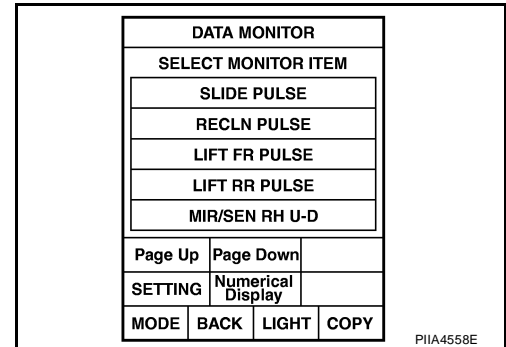 DATA MONITOR
SELECT MONITOR ITEM
SLIDE PULSE
RECLN PULSE
LIFT FR PULSE
LIFT RR PULSE
MIR/SEN RH U-D
Page Up Page Down
SETTING Numerical
Display
MODE BACK LIGHT COPY
PIIA4558E